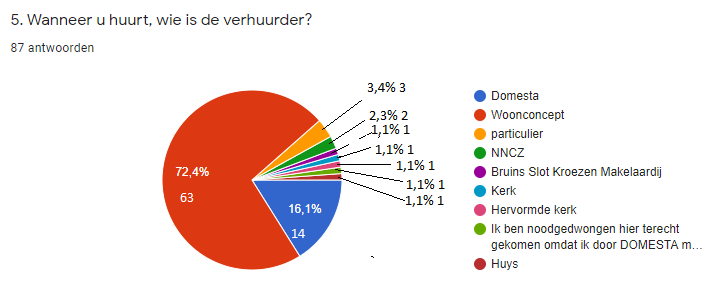 5. Wanneer u huurt, wie is de verhuurder?
87 antwoorden
3,4% 3
2,3% 2
1,1% 1
1,1% 1
1,1% 1
1,1% 1
1,1% 1
72,4%
63
16,1%
14
Domesta
Woonconcept
particulier
NNCZ
Bruins Slot Kroezen Makelaardij
Kerk
Hervormde kerk
Ik ben noodgedwongen hier terecht
gekomen omdat ik door DOMESTA m...
Huys